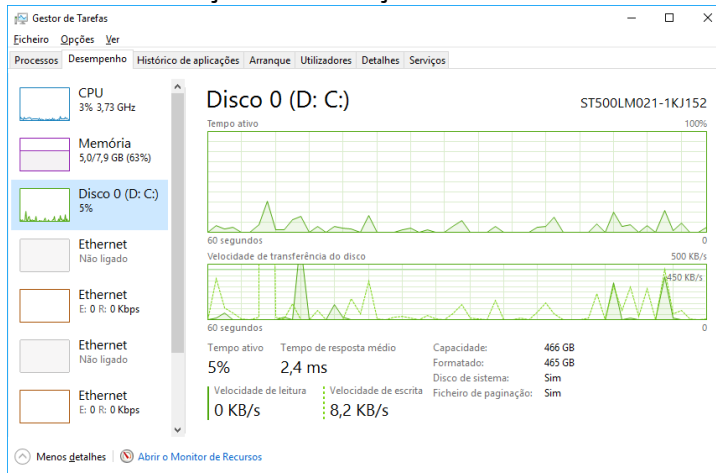 Gestor de Tarefas
Ficheiro Opções Ver
Processos Desempenho Histórico de aplicações Arranque Utilizadores Detalhes Serviços
CPU
3% 3,73 GHz
Memória
5,0/7,9 GB (63%)
Disco 0 (D: C:)
5%
Ethernet
Não ligado
Ethernet
E: 0 R: 0 Kbps
Ethernet
Não ligado
Ethernet
E: 0 R: 0 Kbps
Disco 0 (D: C:) ST500LM021-1KJ152
Tempo ativo 100%
60 segundos 0
Velocidade de transferência do disco 500 KB/s
450 KB/s
60 segundos 0
Tempo ativo Tempo de resposta médio
5% 2,4 ms
Velocidade de leitura Velocidade de escrita
0 KB/s 8,2 KB/s
Capacidade: 466 GB
Formatado: 465 GB
Disco de sistema: Sim
Ficheiro de paginação: Sim
Menos detalhes Abrir o Monitor de Recursos